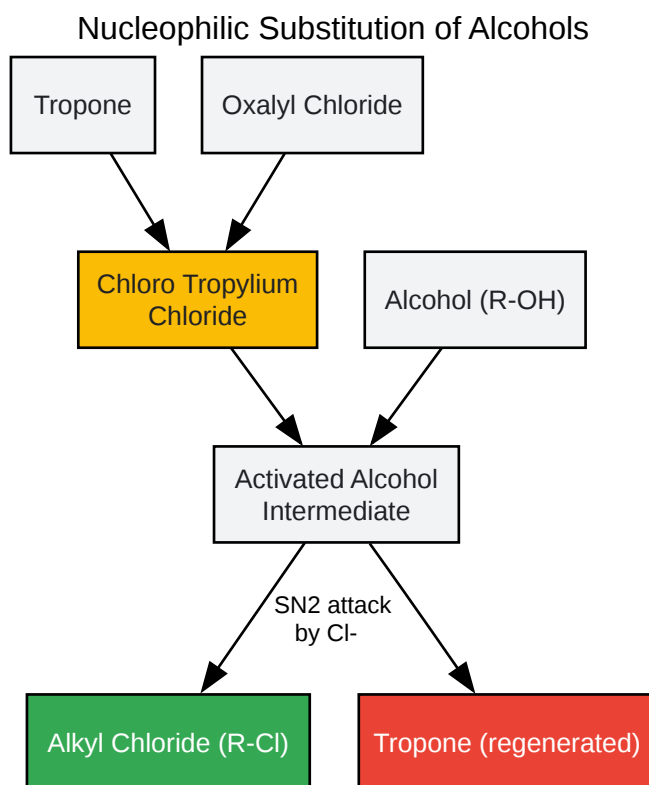 Nucleophilic Substitution of Alcohols
Tropone
Oxalyl Chloride
Chloro Tropylium
Chloride
Alcohol (R-OH)
Activated Alcohol
Intermediate
SN2 attack
by Cl-
Alkyl Chloride (R-Cl)
Tropone (regenerated)